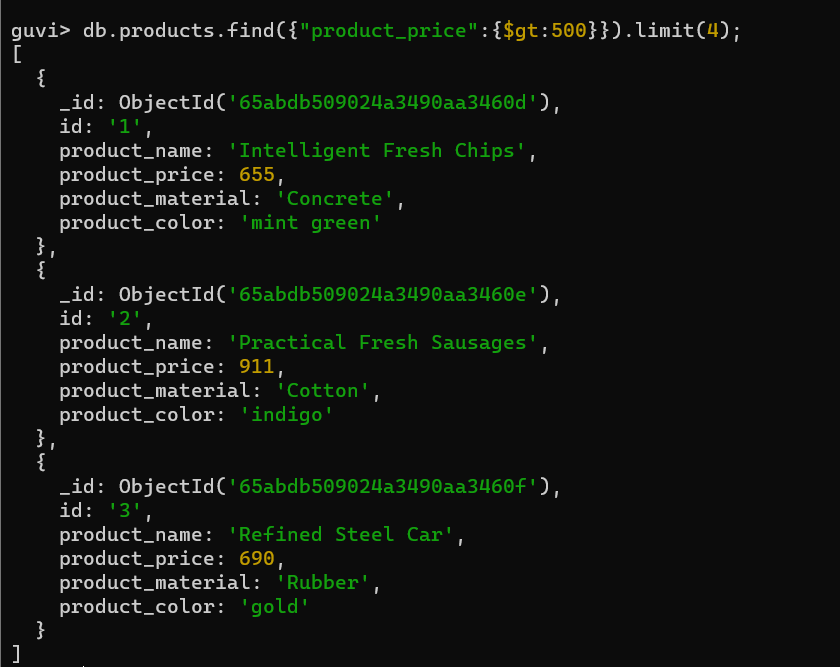 guvi> db.products.find({"product_price":{$gt:500}}).limit(4);
[
  {
    _id: ObjectId('65abdb509024a3490aa3460d'),
    id: '1',
    product_name: 'Intelligent Fresh Chips',
    product_price: 655,
    product_material: 'Concrete',
    product_color: 'mint green'
  },
  {
    _id: ObjectId('65abdb509024a3490aa3460e'),
    id: '2',
    product_name: 'Practical Fresh Sausages',
    product_price: 911,
    product_material: 'Cotton',
    product_color: 'indigo'
  },
  {
    _id: ObjectId('65abdb509024a3490aa3460f'),
    id: '3',
    product_name: 'Refined Steel Car',
    product_price: 690,
    product_material: 'Rubber',
    product_color: 'gold'
  }
]